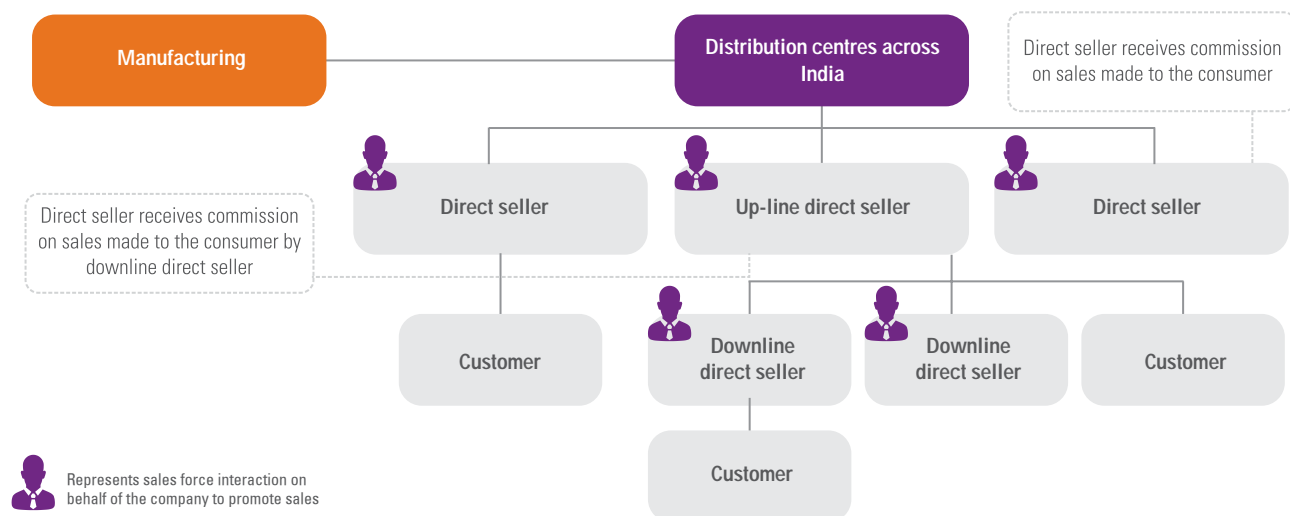 Manufacturing
Distribution centres across
India
Direct seller receives commission
on sales made to the consumer
Direct seller
Up-line direct seller
Direct seller
Direct seller receives commission
on sales made to the consumer by
downline direct seller
Customer
Downline
direct seller
Downline
direct seller
Customer
Customer
Represents sales force interaction on
behalf of the company to promote sales